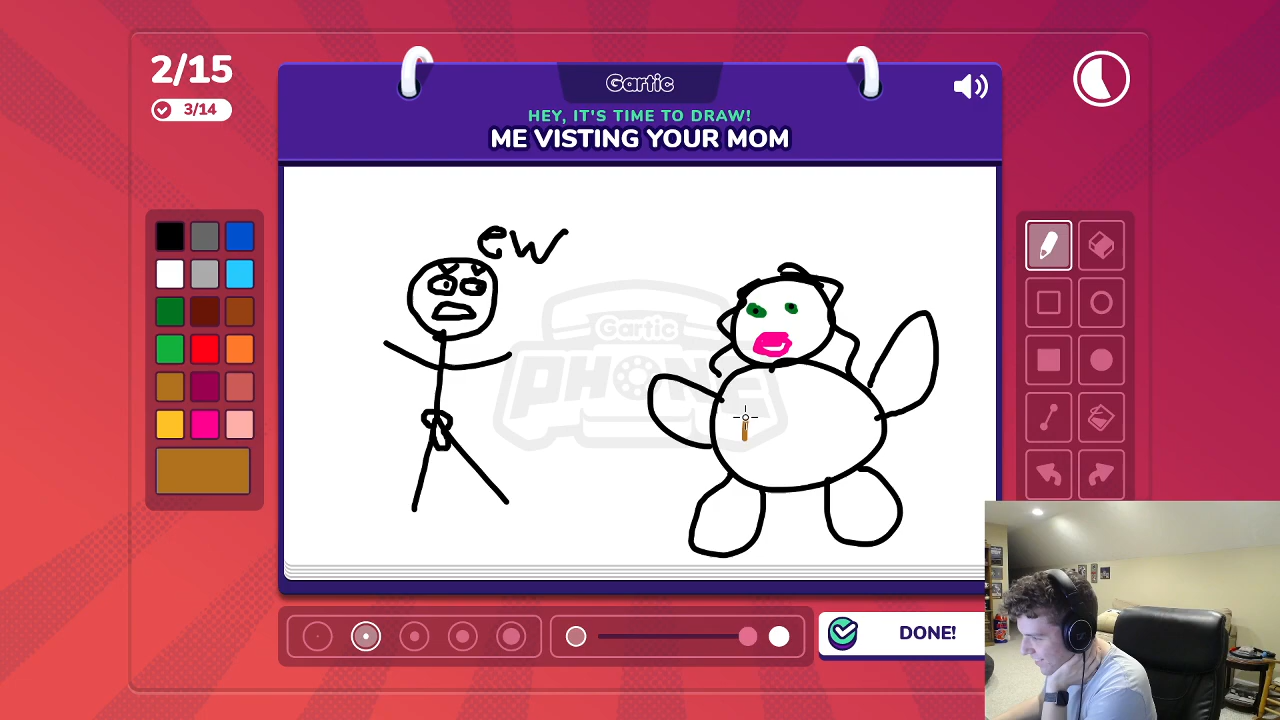 2/15
3/14
Gartic
HEY, IT'S TIME TO DRAW!
ME VISTING YOUR MOM
ew
Gartic
PHONE
DONE!